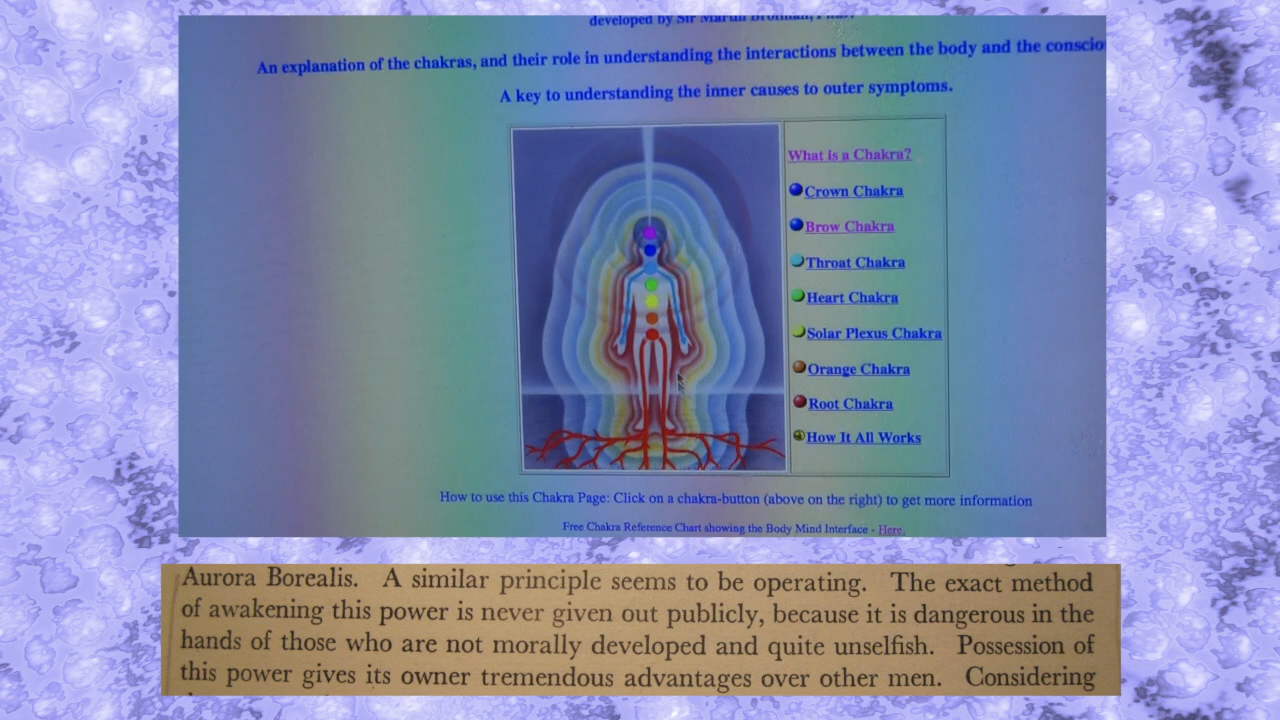 developed by Sir Martin Brofman,
An explanation of the chakras, and their role in understanding the interactions between the body and the conscio
A key to understanding the inner causes to outer symptoms.
What is a Chakra?
Crown Chakra
Brow Chakra
Throat Chakra
Heart Chakra
Solar Plexus Chakra
Orange Chakra
Root Chakra
How It All Works
How to use this Chakra Page: Click on a chakra-button (above on the right) to get more information
Free Chakra Reference Chart showing the Body Mind Interface - Here.
Aurora Borealis. A similar principle seems to be operating. The exact method
of awakening this power is never given out publicly, because it is dangerous in the
hands of those who are not morally developed and quite unselfish. Possession of
this power gives its owner tremendous advantages over other men. Considering